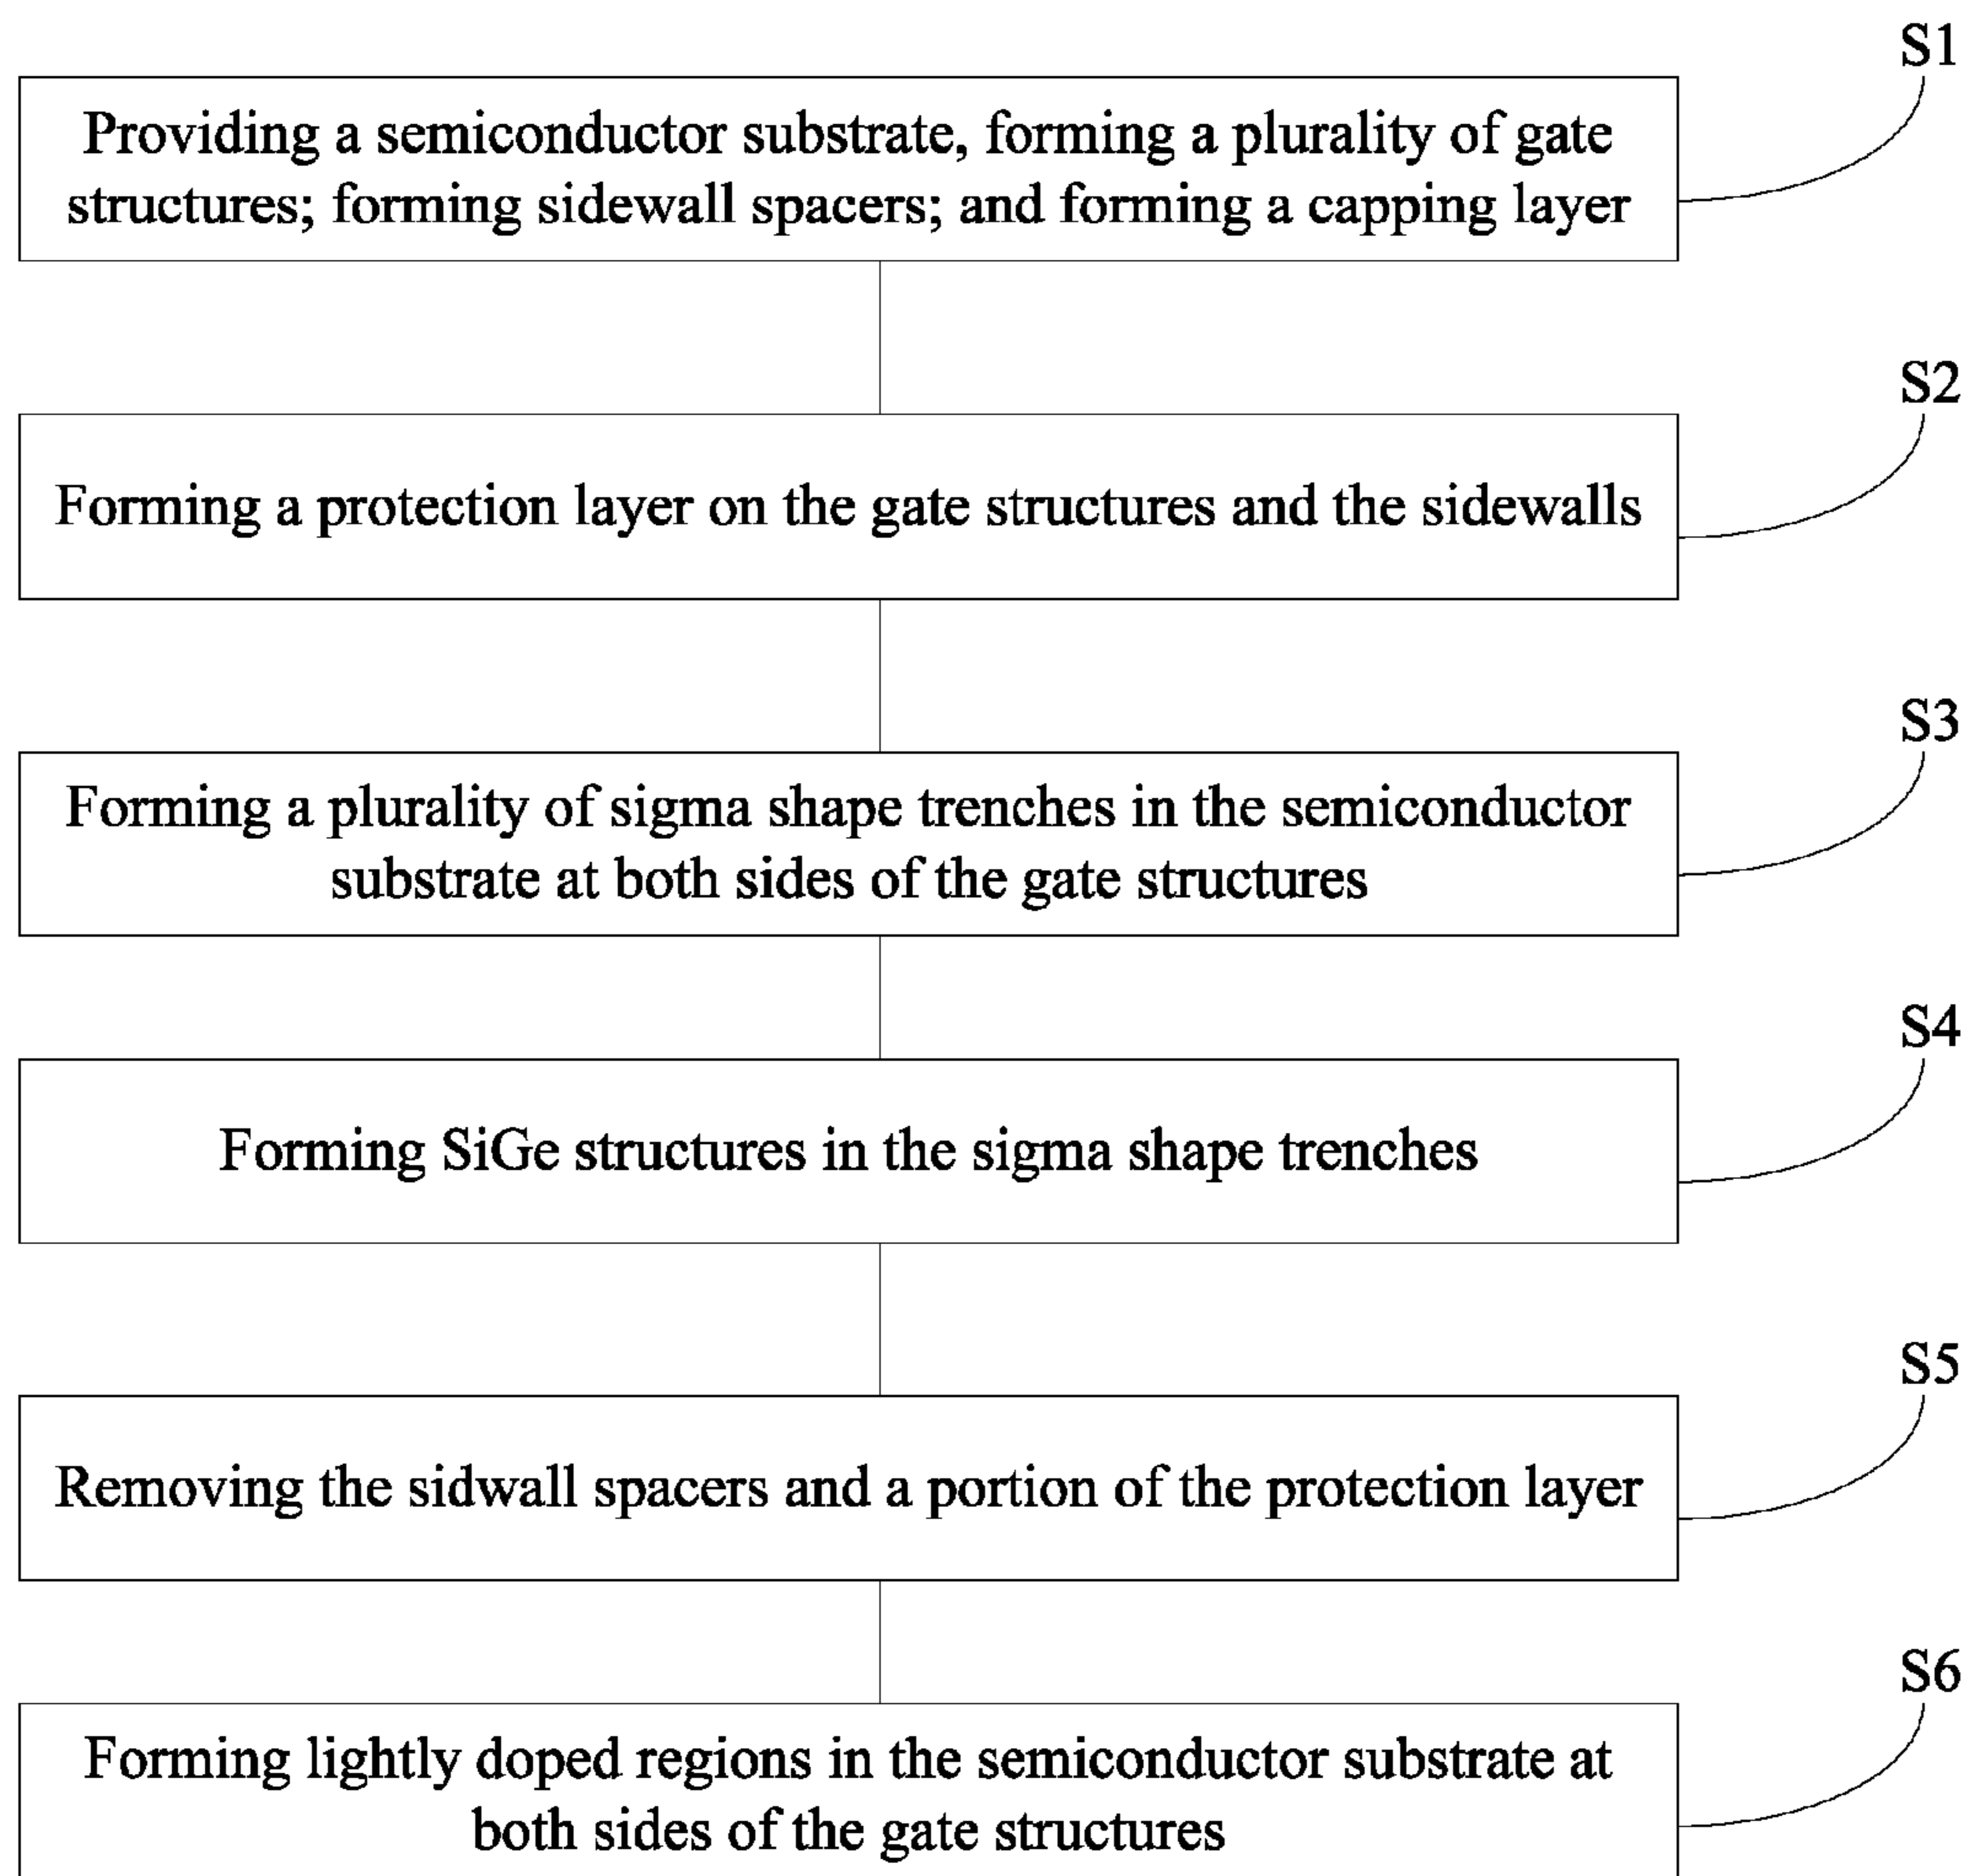 S1
Providing a semiconductor substrate, forming a plurality of gate
structures; forming sidewall spacers; and forming a capping layer
S2
Forming a protection layer on the gate structures and the sidewalls
S3
Forming a plurality of sigma shape trenches in the semiconductor
substrate at both sides of the gate structures
S4
Forming SiGe structures in the sigma shape trenches
S5
Removing the sidwall spacers and a portion of the protection layer
S6
Forming lightly doped regions in the semiconductor substrate at
both sides of the gate structures